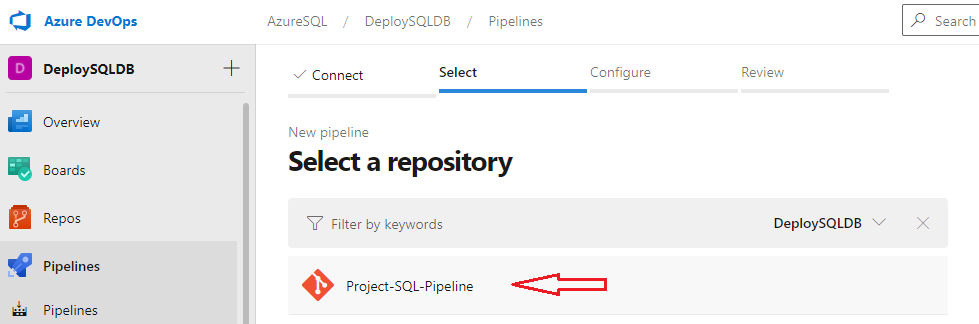 Azure DevOps
AzureSQL / DeploySQLDB / Pipelines
Search
D DeploySQLDB +
Connect Select Configure Review
Overview
New pipeline
Select a repository
Boards
Repos
Filter by keywords DeploySQLDB
Pipelines
Project-SQL-Pipeline
Pipelines